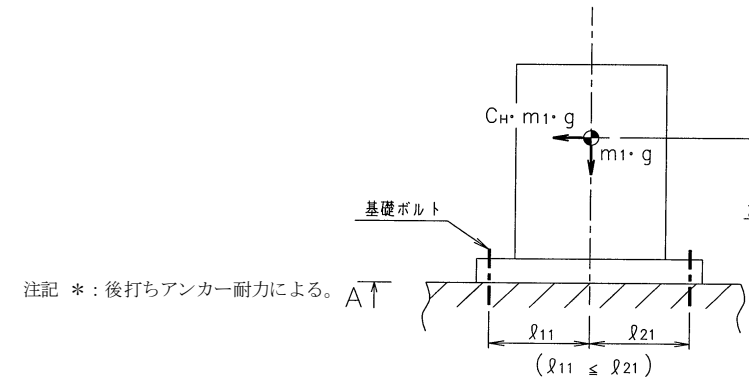 CH・m1・g
m1・g
基礎ボルト
注記 *：後打ちアンカー耐力による。
A
ℓ11
ℓ21
(ℓ11 ≦ ℓ21)